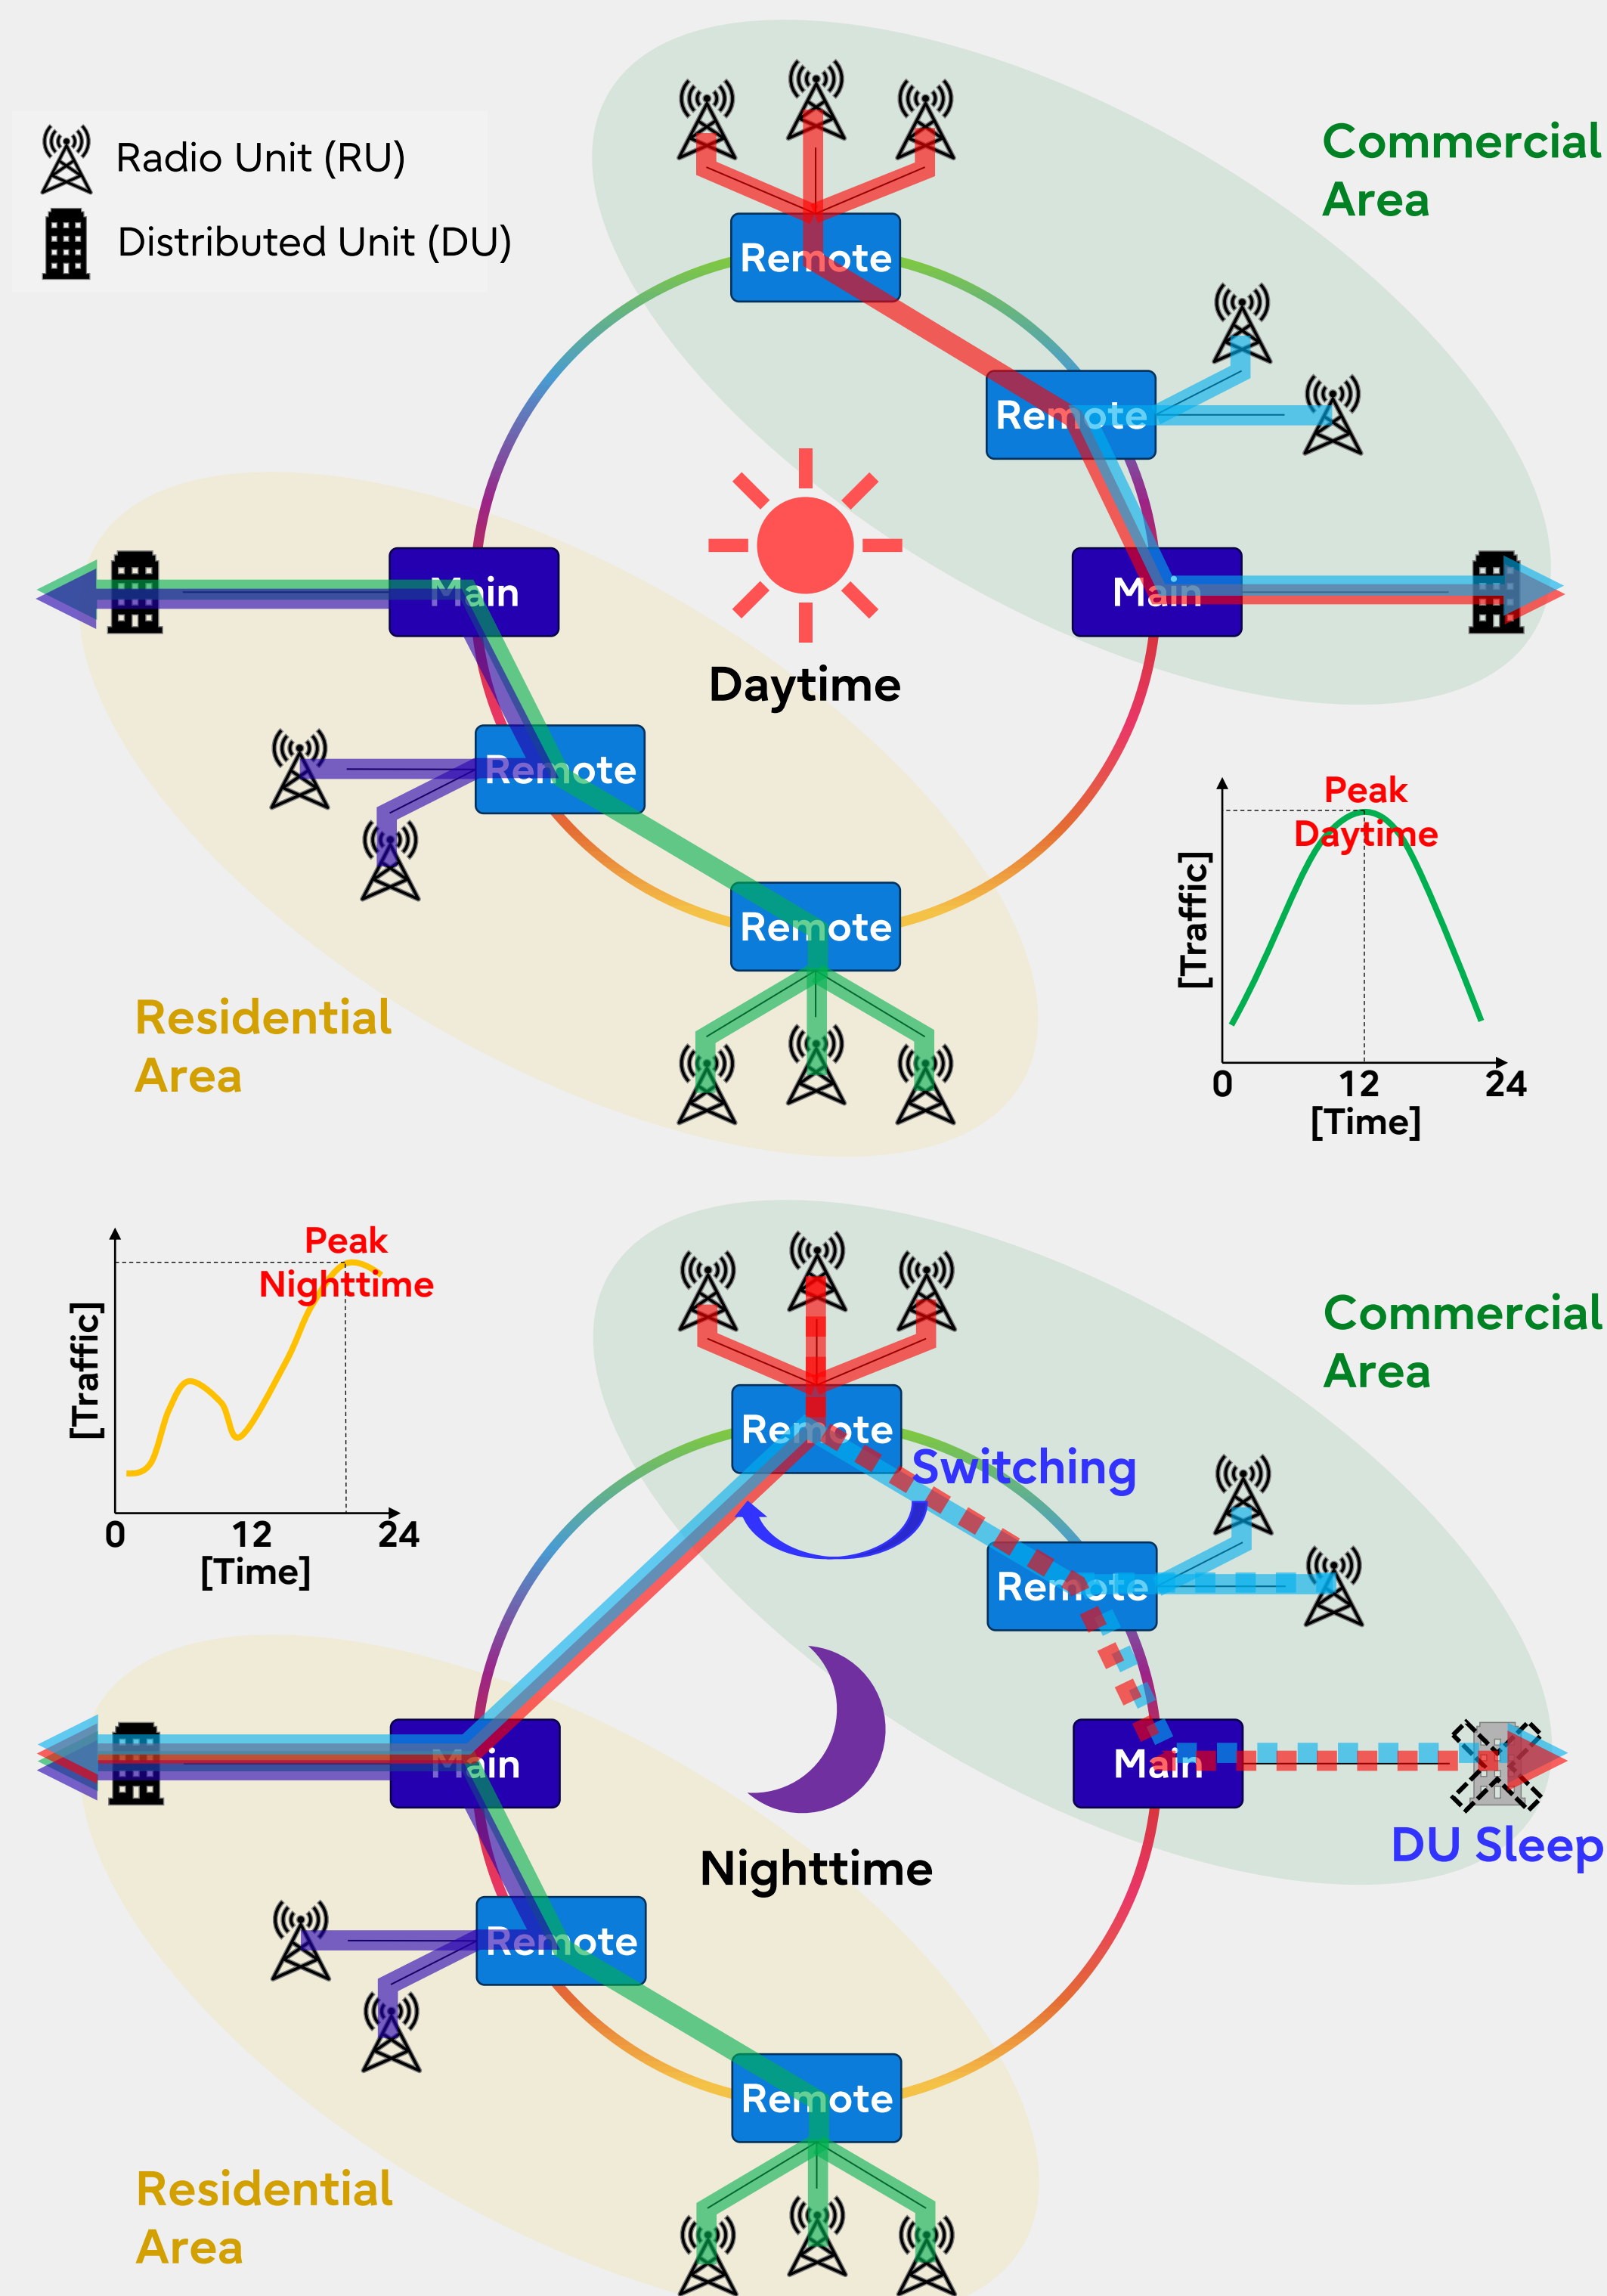 Radio Unit (RU)
Distributed Unit (DU)
Commercial
Area
Remote
Remote
Main
Main
Daytime
Remote
Remote
Residential
Area
Peak
Daytime
[Traffic]
0 12 24
[Time]
Peak
Nighttime
[Traffic]
0 12 24
[Time]
Commercial
Area
Remote
Switching
Remote
Main
Main
DU Sleep
Nighttime
Remote
Remote
Residential
Area